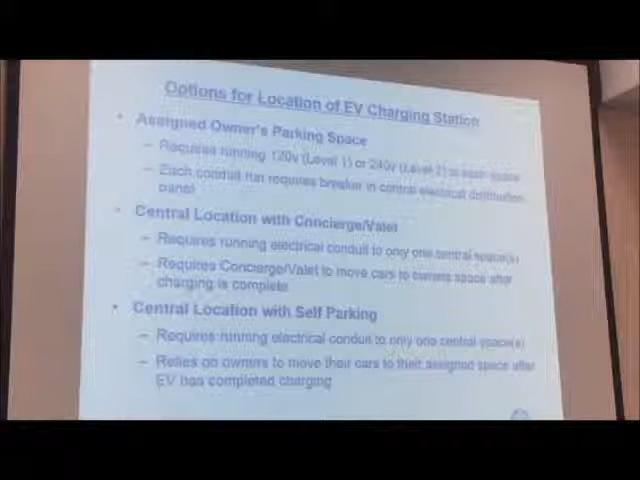 Options for Location of EV Charging Station
• Assigned Owner's Parking Space
– Requires running 120v (Level 1) or 240v (Level 2) to each space
– Each conduit run requires breaker in central electrical distribution
panel
• Central Location with Concierge/Valet
– Requires running electrical conduit to only one central space(s)
– Requires Concierge/Valet to move cars to owners space after
charging is complete
• Central Location with Self Parking
– Requires running electrical conduit to only one central space(s)
– Relies on owners to move their cars to their assigned space after
EV has completed charging